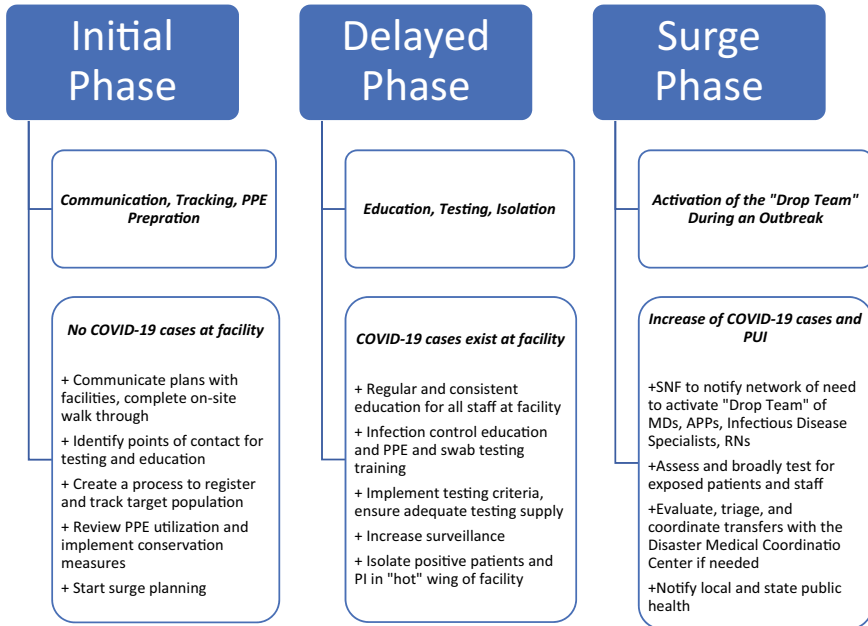 Initial
Phase
Communication, Tracking, PPE
Prepration
No COVID-19 cases at facility
+ Communicate plans with
facilities, complete on-site
walk through
+ Identify points of contact for
testing and education
+ Create a process to register
and track target population
+ Review PPE utilization and
implement conservation
measures
+ Start surge planning
Delayed
Phase
Education, Testing, Isolation
COVID-19 cases exist at facility
+ Regular and consistent
education for all staff at facility
+ Infection control education
and PPE and swab testing
training
+ Implement testing criteria,
ensure adequate testing supply
+ Increase surveillance
+ Isolate positive patients and
PI in "hot" wing of facility
Surge
Phase
Activation of the "Drop Team"
During an Outbreak
Increase of COVID-19 cases and
PUI
+SNF to notify network of need
to activate "Drop Team" of
MDs, APPs, Infectious Disease
Specialists, RNs
+Assess and broadly test for
exposed patients and staff
+Evaluate, triage, and
coordinate transfers with the
Disaster Medical Coordinatio
Center if needed
+Notify local and state public
health